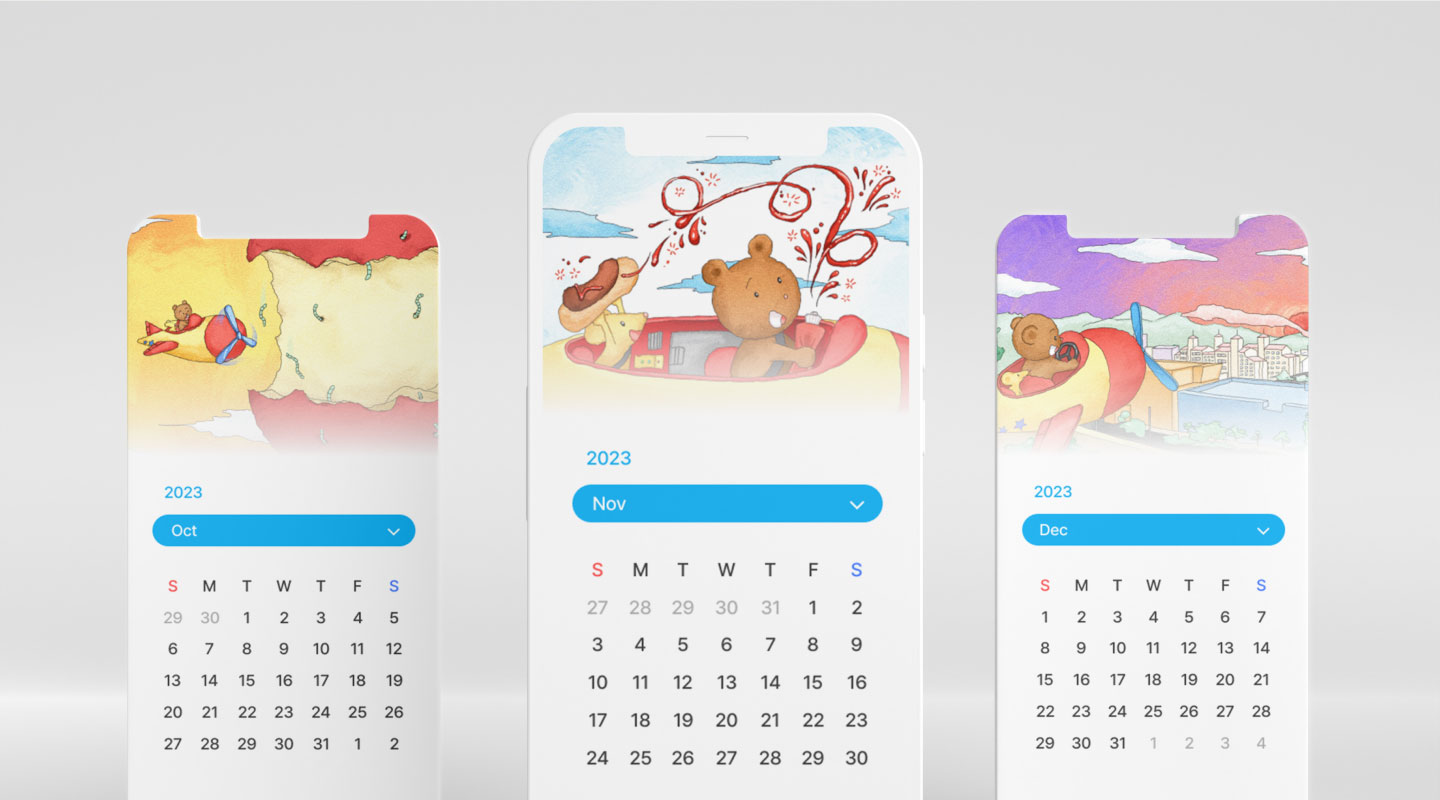 2023
Oct
S M T W T F S
29 30 1 2 3 4 5
6 7 8 9 10 11 12
13 14 15 16 17 18 19
20 21 22 23 24 25 26
27 28 29 30 31 1 2
2023
Nov
S M T W T F S
27 28 29 30 31 1 2
3 4 5 6 7 8 9
10 11 12 13 14 15 16
17 18 19 20 21 22 23
24 25 26 27 28 29 30
2023
Dec
S M T W T F S
1 2 3 4 5 6 7
8 9 10 11 12 13 14
15 16 17 18 19 20 21
22 23 24 25 26 27 28
29 30 31 1 2 3 4